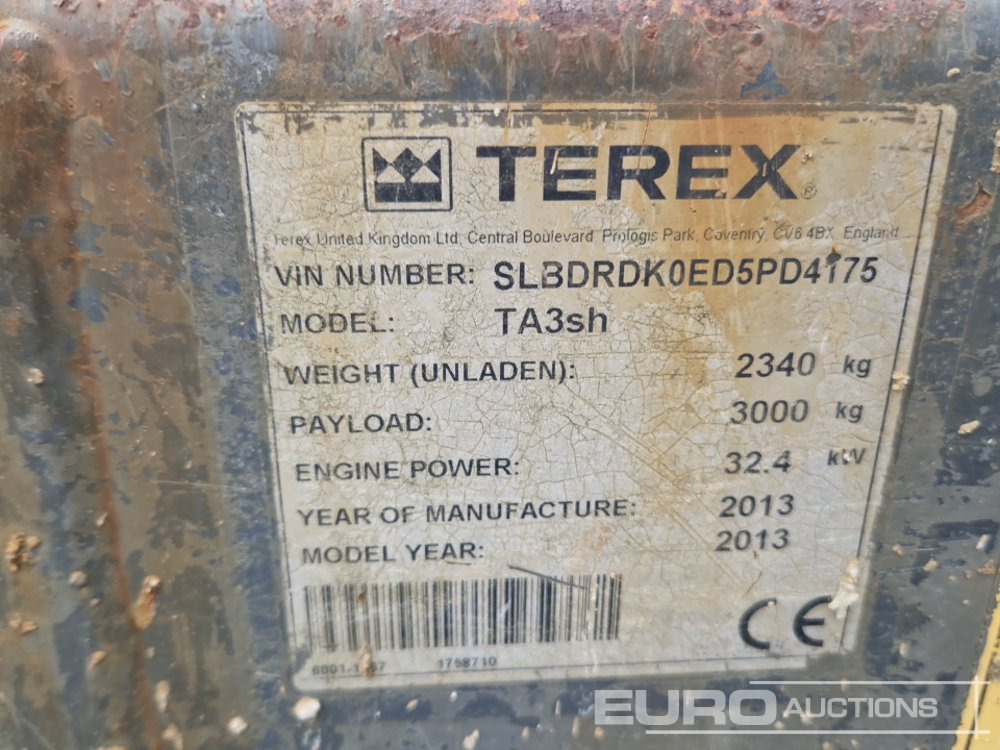 TEREX®
Terex United Kingdom Ltd, Central Boulevard, Prologis Park, Coventry, CV6 4BX, England
VIN NUMBER: SLBDRDK0ED5PD4175
MODEL: TA3sh
WEIGHT (UNLADEN): 2340 kg
PAYLOAD: 3000 kg
ENGINE POWER: 32.4 kW
YEAR OF MANUFACTURE: 2013
MODEL YEAR: 2013
CE
1758710
EURO AUCTIONS